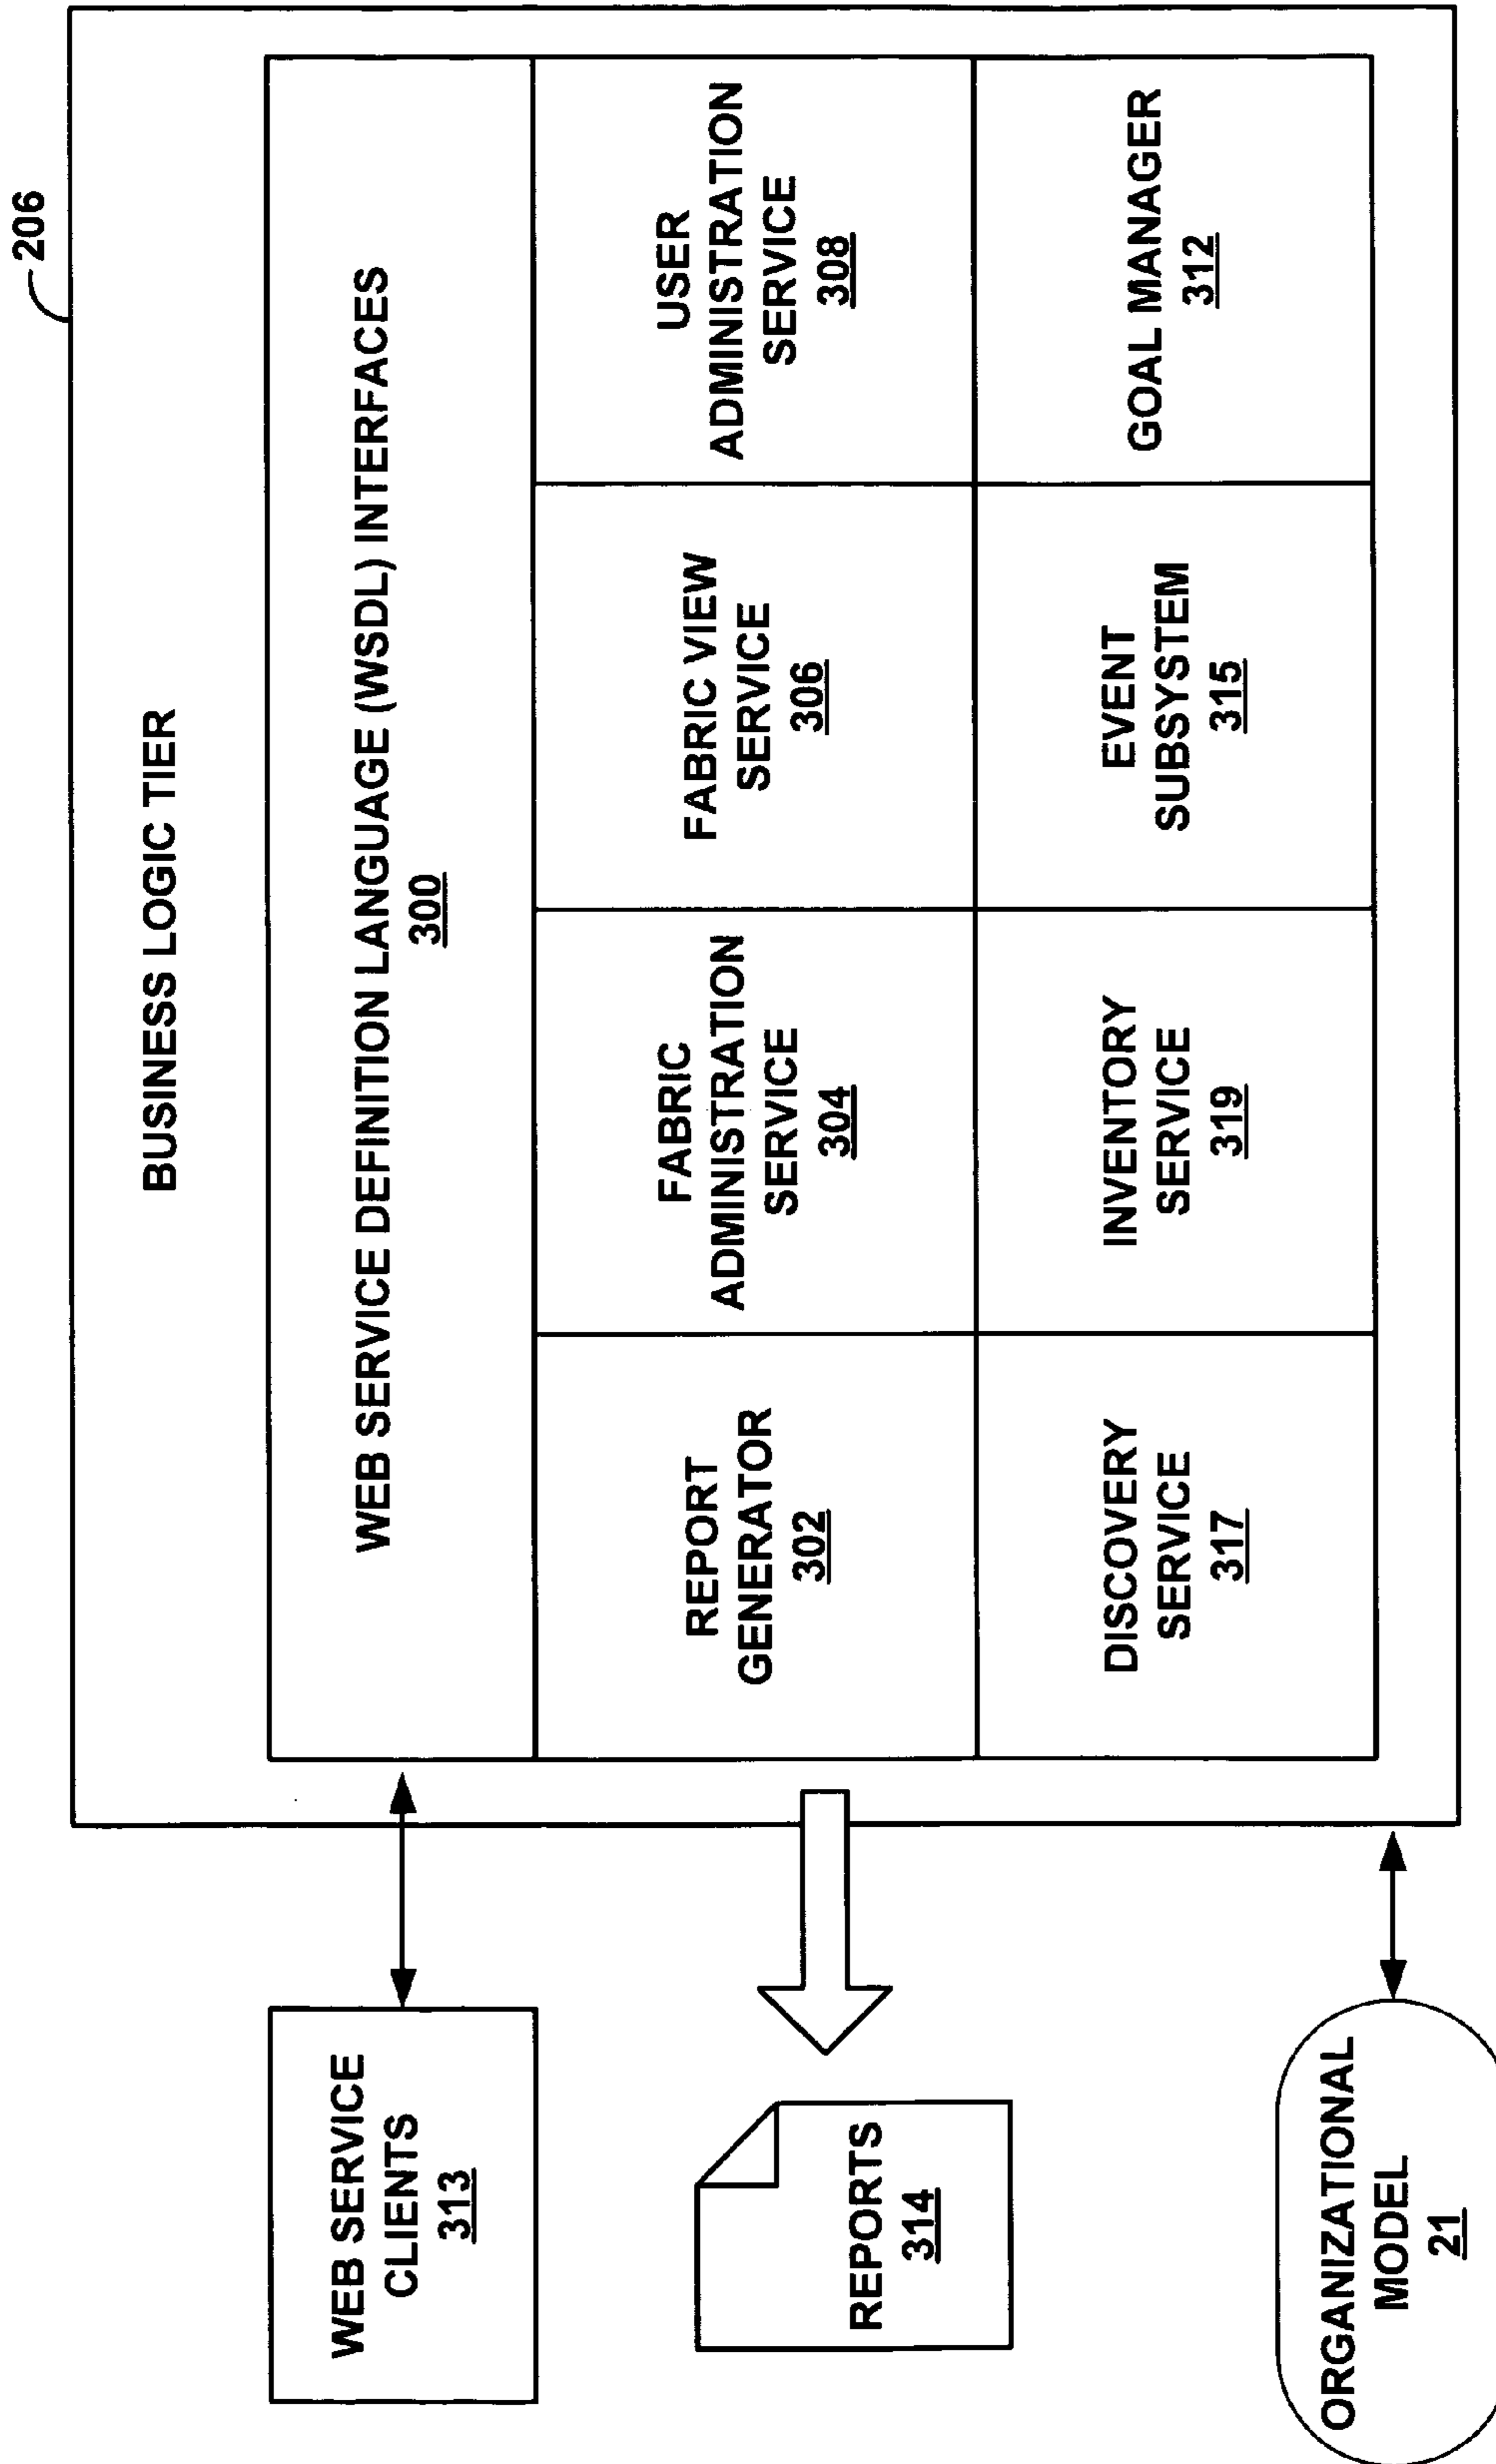 206
BUSINESS LOGIC TIER
WEB SERVICE DEFINITION LANGUAGE (WSDL) INTERFACES
300
REPORT
GENERATOR
302
FABRIC
ADMINISTRATION
SERVICE
304
FABRIC VIEW
SERVICE
306
USER
ADMINISTRATION
SERVICE
308
DISCOVERY
SERVICE
317
INVENTORY
SERVICE
319
EVENT
SUBSYSTEM
315
GOAL MANAGER
312
WEB SERVICE
CLIENTS
313
REPORTS
314
ORGANIZATIONAL
MODEL
21